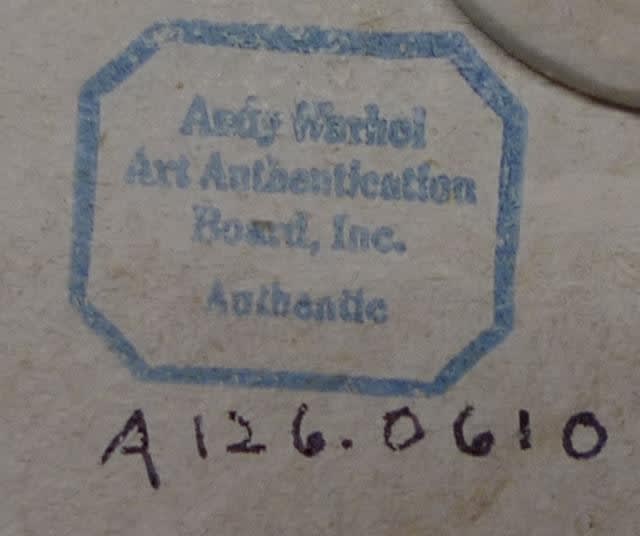 Andy Warhol
Art Authentication
Board, Inc.
Authentic
A126.0610